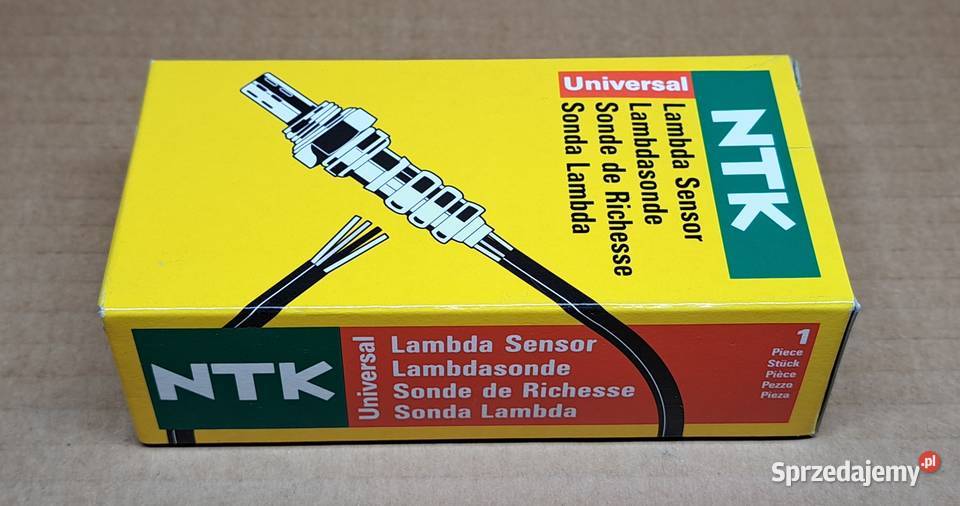 Universal
Lambda Sensor
Lambdasonde
Sonde de Richesse
Sonda Lambda
NTK
NTK
Universal
Lambda Sensor
Lambdasonde
Sonde de Richesse
Sonda Lambda
1
Piece
Stück
Pièce
Pezzo
Pieza
Sprzedajemy.pl